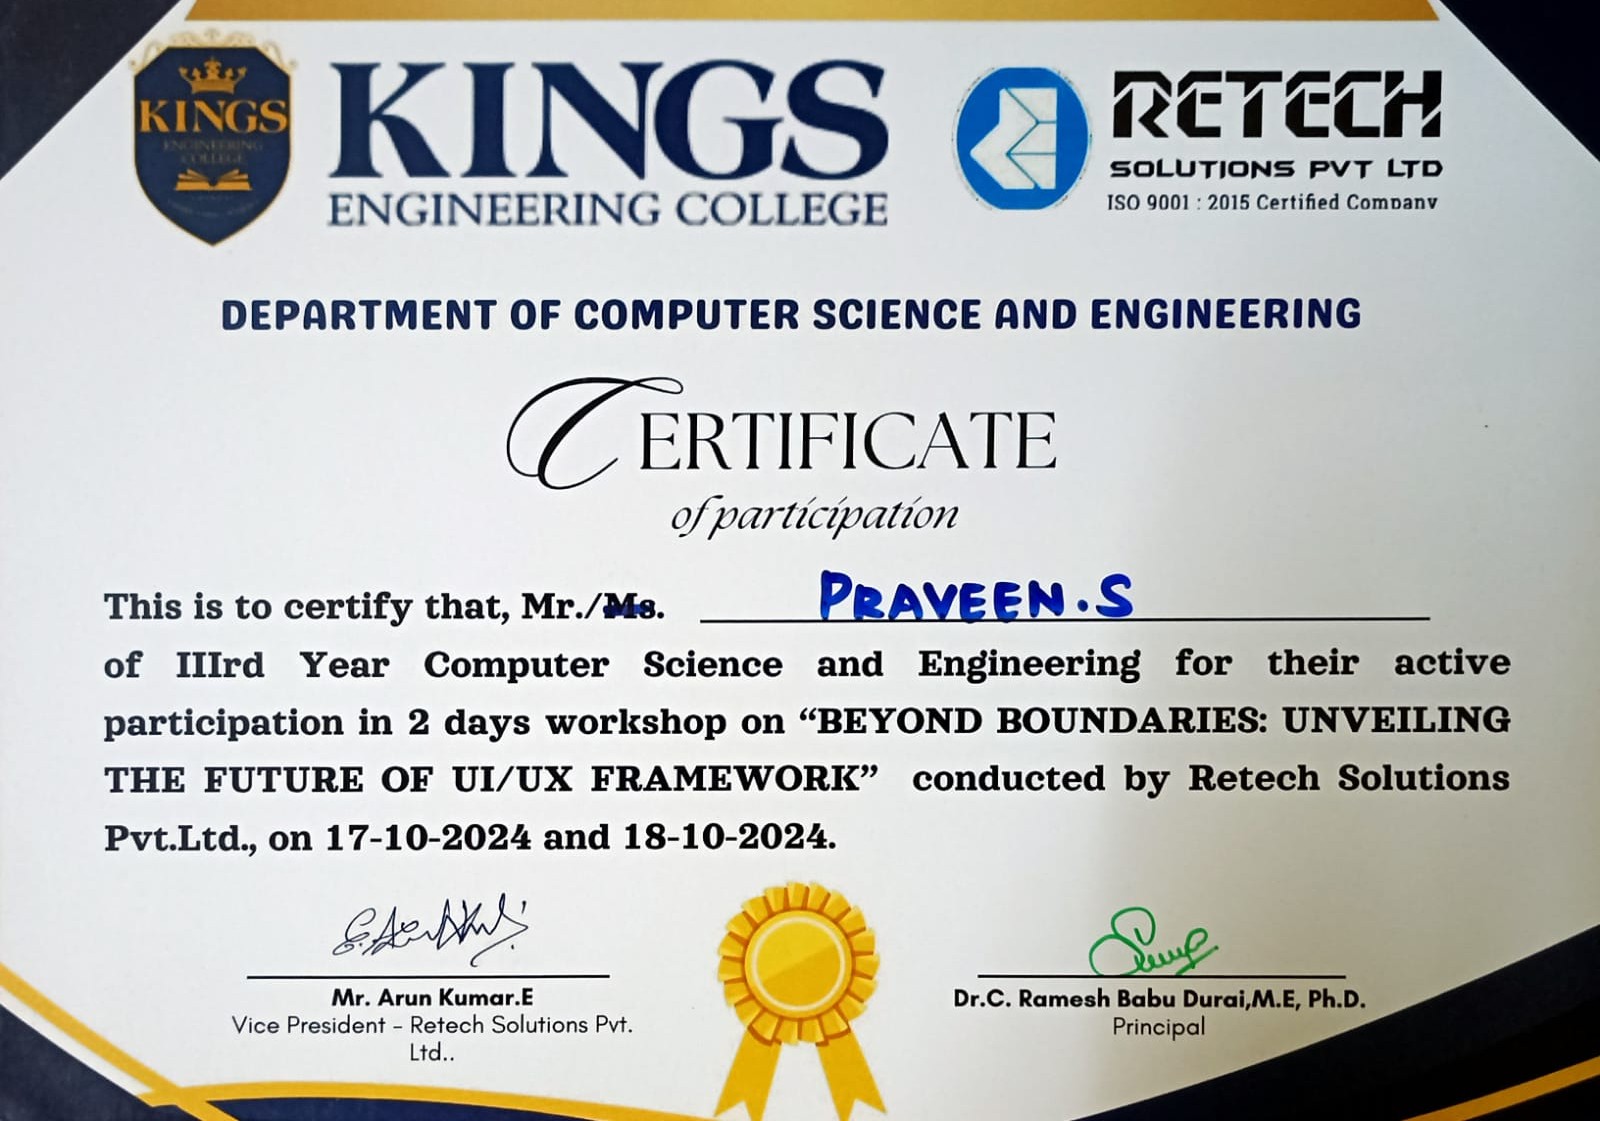 KINGS
ENGINEERING
COLLEGE
KINGS
ENGINEERING COLLEGE
RETECH
SOLUTIONS PVT LTD
ISO 9001 : 2015 Certified Company
DEPARTMENT OF COMPUTER SCIENCE AND ENGINEERING
CERTIFICATE
of participation
This is to certify that, Mr./Ms. PRAVEEN.S
of IIIrd Year Computer Science and Engineering for their active
participation in 2 days workshop on “BEYOND BOUNDARIES: UNVEILING
THE FUTURE OF UI/UX FRAMEWORK” conducted by Retech Solutions
Pvt.Ltd., on 17-10-2024 and 18-10-2024.
Mr. Arun Kumar.E
Vice President - Retech Solutions Pvt.
Ltd..
Dr.C. Ramesh Babu Durai,M.E, Ph.D.
Principal